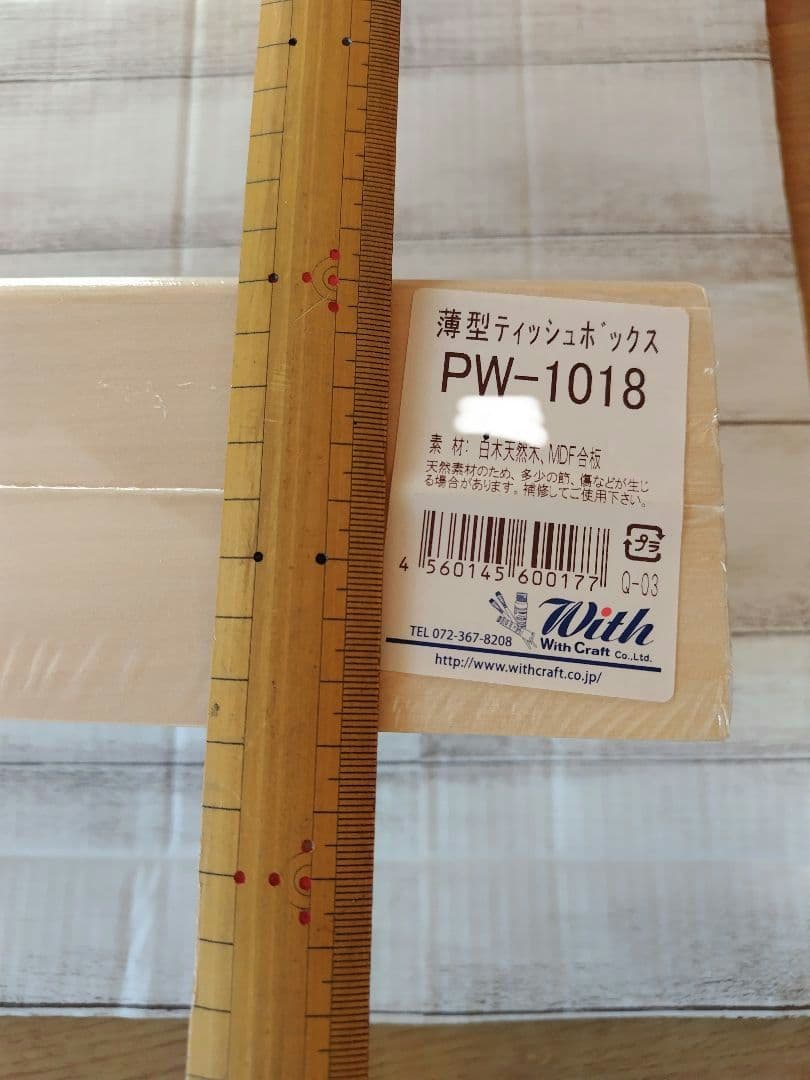 薄型ティッシュボックス
PW-1018
素 材: 白木天然木、MDF合板
天然素材のため、多少の節、傷などが生じ
る場合があります。補修してご使用下さい。
プラ
4 560145 600177
Q-03
With
TEL 072-367-8208
With Craft Co.,Ltd.
http://www.withcraft.co.jp/